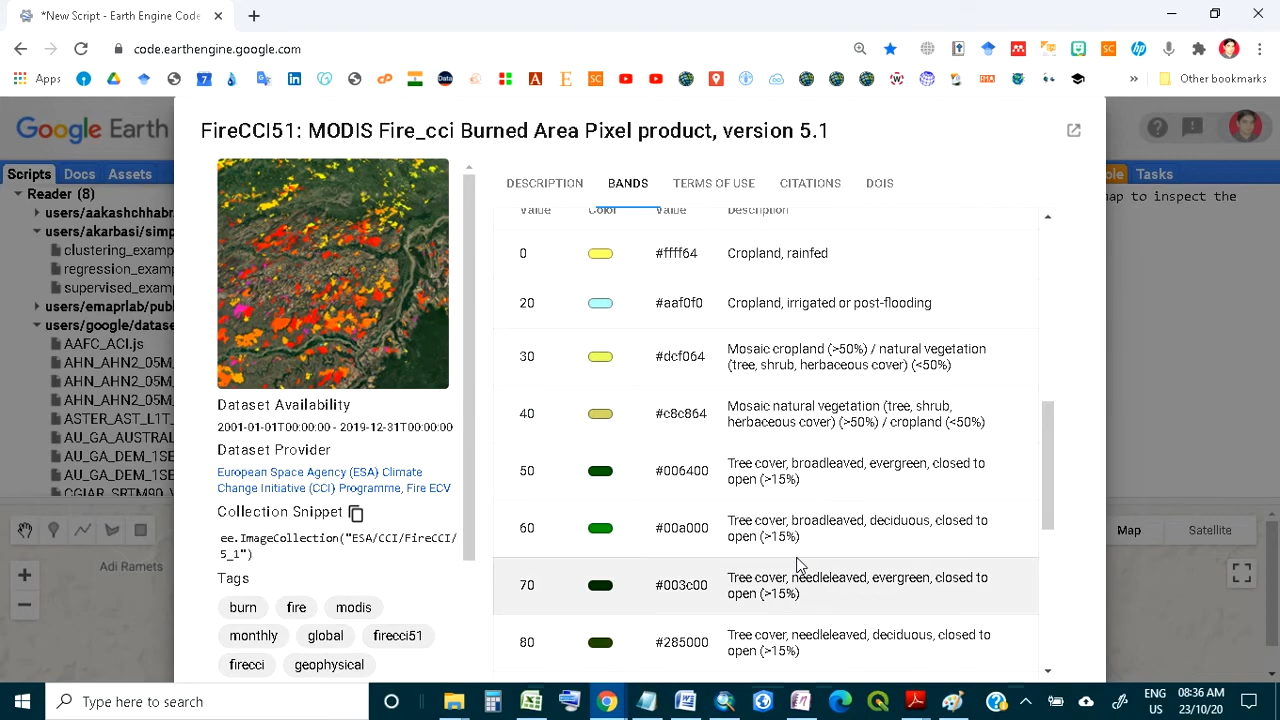 *New Script - Earth Engine Code
code.earthengine.google.com
Apps
Other bookmarks
Google Earth
FireCCI51: MODIS Fire_cci Burned Area Pixel product, version 5.1
Scripts Docs Assets
Reader (8)
users/aakashchhabr
users/akarbasi/simp
clustering_examp
regression_examp
supervised_examp
users/emaprlab/pub
users/google/datase
AAFC_ACI.js
AHN_AHN2_05M
AHN_AHN2_05M
AHN_AHN2_05M
ASTER_AST_L1T
AU_GA_AUSTRAL
AU_GA_DEM_1SE
AU_GA_DEM_1SE
CGIAR_SRTM90_V
Adi Ramets
Dataset Availability
2001-01-01T00:00:00 - 2019-12-31T00:00:00
Dataset Provider
European Space Agency (ESA) Climate
Change Initiative (CCI) Programme, Fire ECV
Collection Snippet
ee.ImageCollection("ESA/CCI/FireCCI/
5_1")
Tags
burn fire modis
monthly global firecci51
firecci geophysical
DESCRIPTION BANDS TERMS OF USE CITATIONS DOIS
Value Color Value Description
0 #ffff64 Cropland, rainfed
20 #aaf0f0 Cropland, irrigated or post-flooding
30 #dcf064 Mosaic cropland (>50%) / natural vegetation
(tree, shrub, herbaceous cover) (<50%)
40 #c8c864 Mosaic natural vegetation (tree, shrub,
herbaceous cover) (>50%) / cropland (<50%)
50 #006400 Tree cover, broadleaved, evergreen, closed to
open (>15%)
60 #00a000 Tree cover, broadleaved, deciduous, closed to
open (>15%)
70 #003c00 Tree cover, needleleaved, evergreen, closed to
open (>15%)
80 #285000 Tree cover, needleleaved, deciduous, closed to
open (>15%)
ole Tasks
ap to inspect the
Map Satellite
Type here to search
ENG
US
08:36 AM
23/10/20